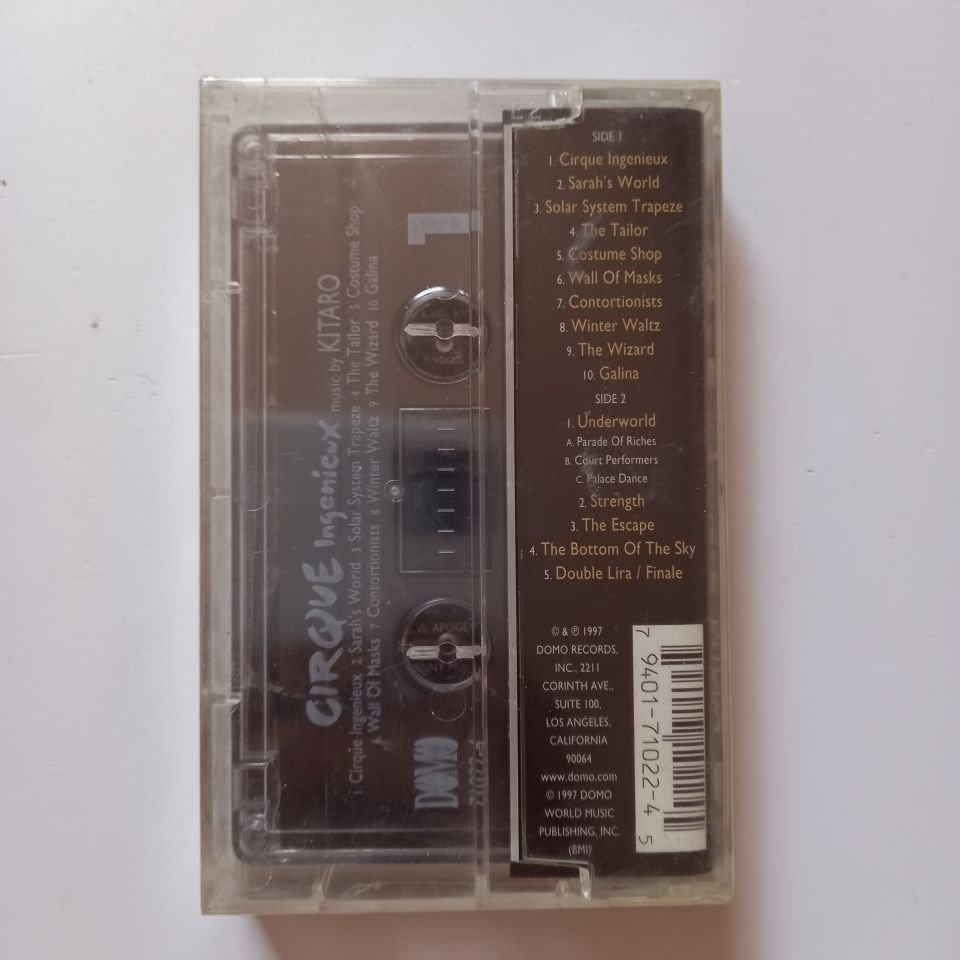 CIRQUE Ingenieux music by KITARO
1 Cirque Ingenieux 2 Sarah's World 3 Solar System Trapeze 4 The Tailor 5 Costume Shop
6 Wall Of Masks 7 Contortionists 8 Winter Waltz 9 The Wizard 10 Galina
1
DOMO
71022-4
SIDE 1
1. Cirque Ingenieux
2. Sarah's World
3. Solar System Trapeze
4. The Tailor
5. Costume Shop
6. Wall Of Masks
7. Contortionists
8. Winter Waltz
9. The Wizard
10. Galina
SIDE 2
1. Underworld
A. Parade Of Riches
B. Court Performers
C. Palace Dance
2. Strength
3. The Escape
4. The Bottom Of The Sky
5. Double Lira / Finale
© & ℗ 1997
DOMO RECORDS,
INC., 2211
CORINTH AVE.,
SUITE 100,
LOS ANGELES,
CALIFORNIA
90064
www.domo.com
© 1997 DOMO
WORLD MUSIC
PUBLISHING, INC.
(BMI)
7 9401-71022-4 5